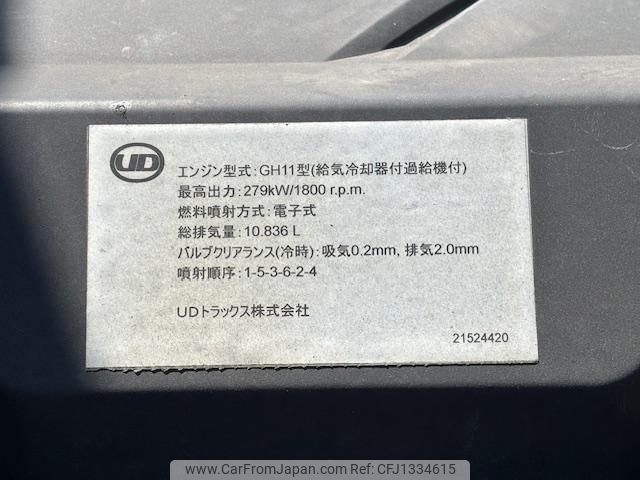 UD
エンジン型式:GH11型(給気冷却器付過給機付)
最高出力:279kW/1800 r.p.m.
燃料噴射方式:電子式
総排気量:10.836 L
バルブクリアランス(冷時):吸気0.2mm, 排気2.0mm
噴射順序:1-5-3-6-2-4
UDトラックス株式会社
21524420
www.CarFromJapan.com - CFJ1334615